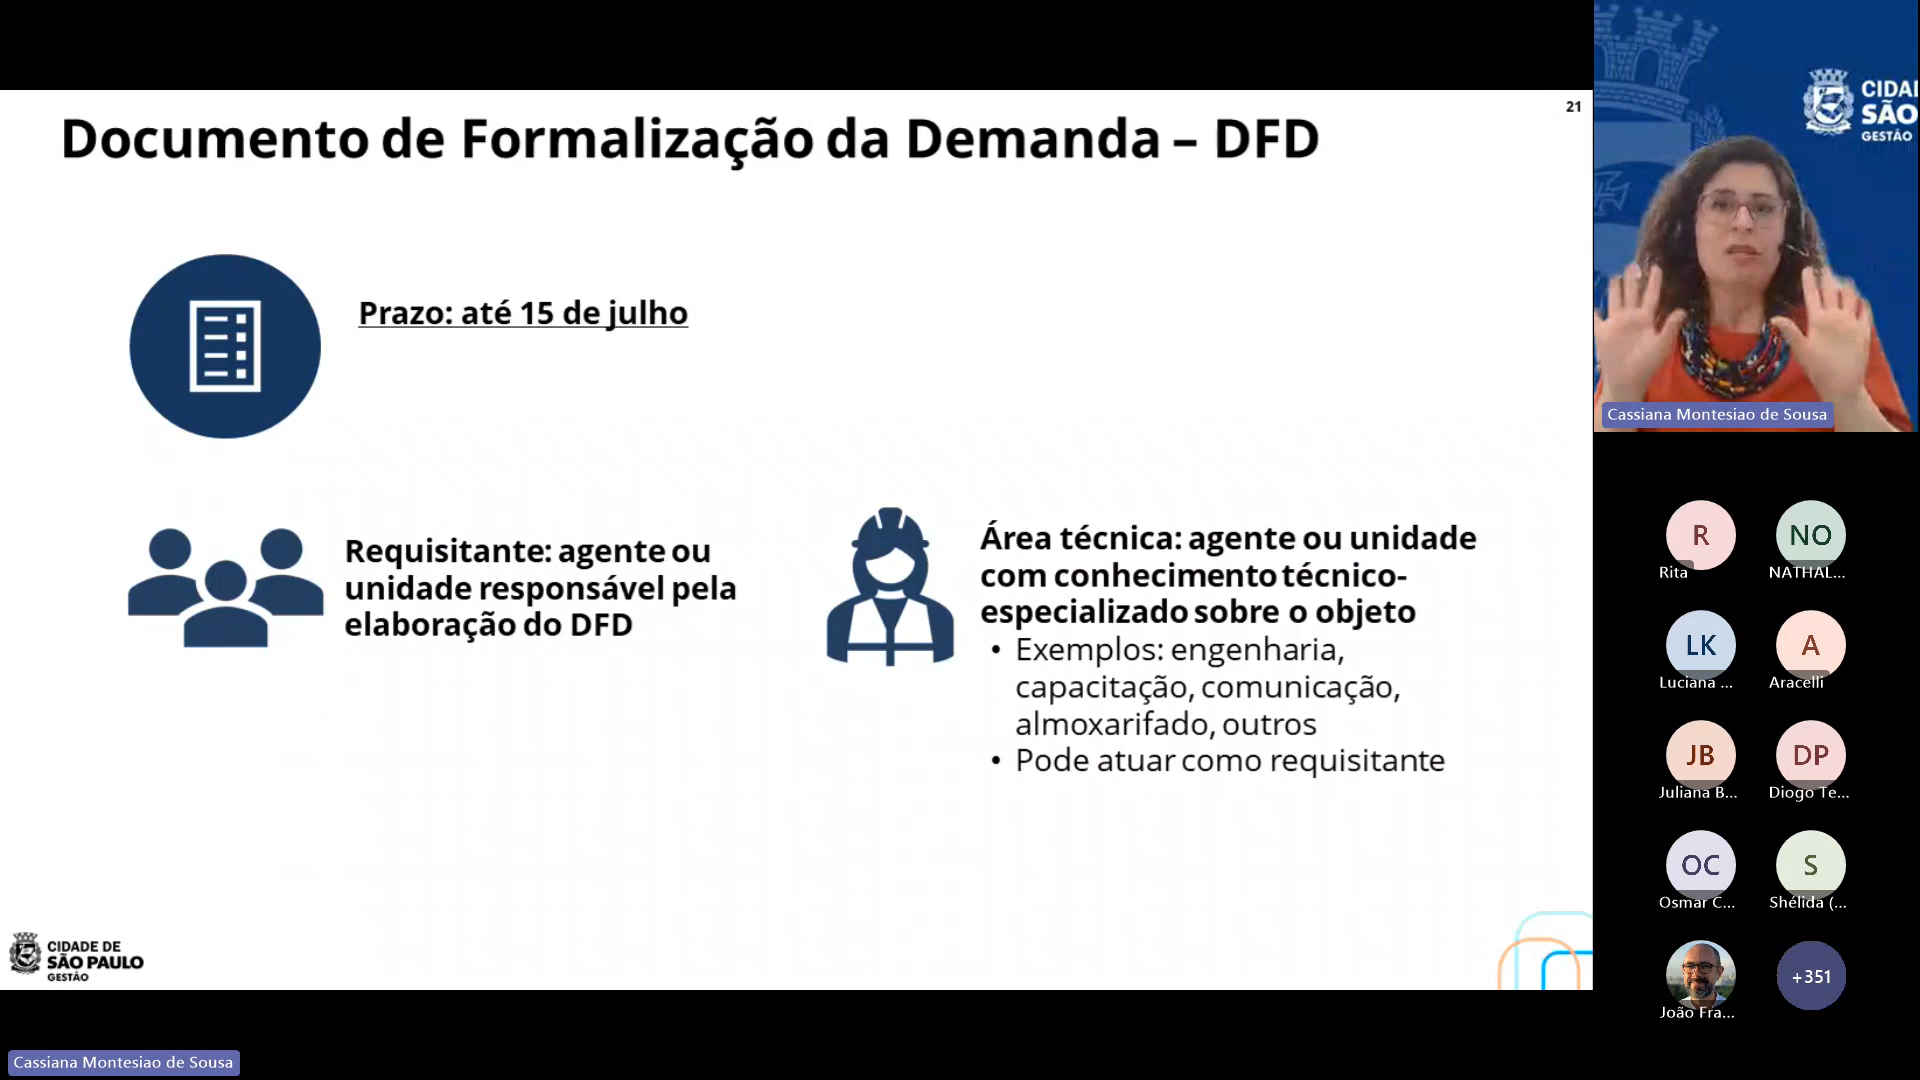 21
Documento de Formalização da Demanda – DFD
Prazo: até 15 de julho
Requisitante: agente ou
unidade responsável pela
elaboração do DFD
Área técnica: agente ou unidade
com conhecimento técnico-
especializado sobre o objeto
• Exemplos: engenharia,
capacitação, comunicação,
almoxarifado, outros
• Pode atuar como requisitante
CIDADE DE
SÃO PAULO
GESTÃO
Cassiana Montesiao de Sousa
CIDA
SÃO
GESTÃO
Cassiana Montesiao de Sousa
R
Rita
NO
NATHAL...
LK
Luciana ...
A
Aracelli
JB
Juliana B...
DP
Diogo Te...
OC
Osmar C...
S
Shélida (...
João Fra...
+351